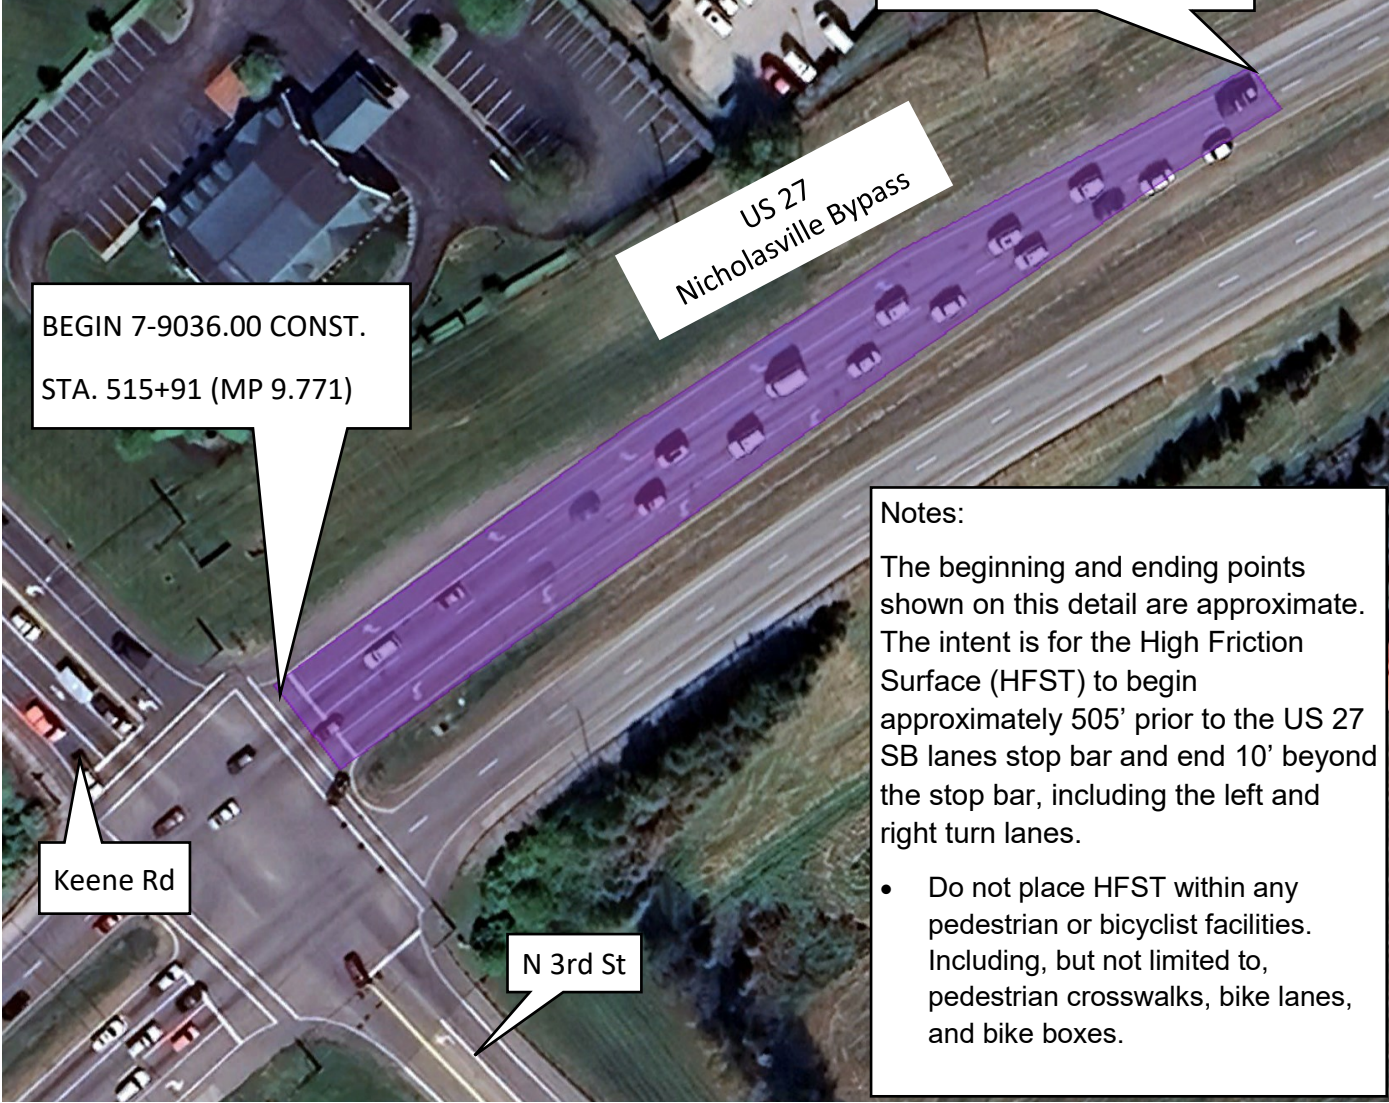 US 27
Nicholasville Bypass
BEGIN 7-9036.00 CONST.
STA. 515+91 (MP 9.771)
Notes:
The beginning and ending points
shown on this detail are approximate.
The intent is for the High Friction
Surface (HFST) to begin
approximately 505’ prior to the US 27
SB lanes stop bar and end 10’ beyond
the stop bar, including the left and
right turn lanes.
• Do not place HFST within any
pedestrian or bicyclist facilities.
Including, but not limited to,
pedestrian crosswalks, bike lanes,
and bike boxes.
Keene Rd
N 3rd St